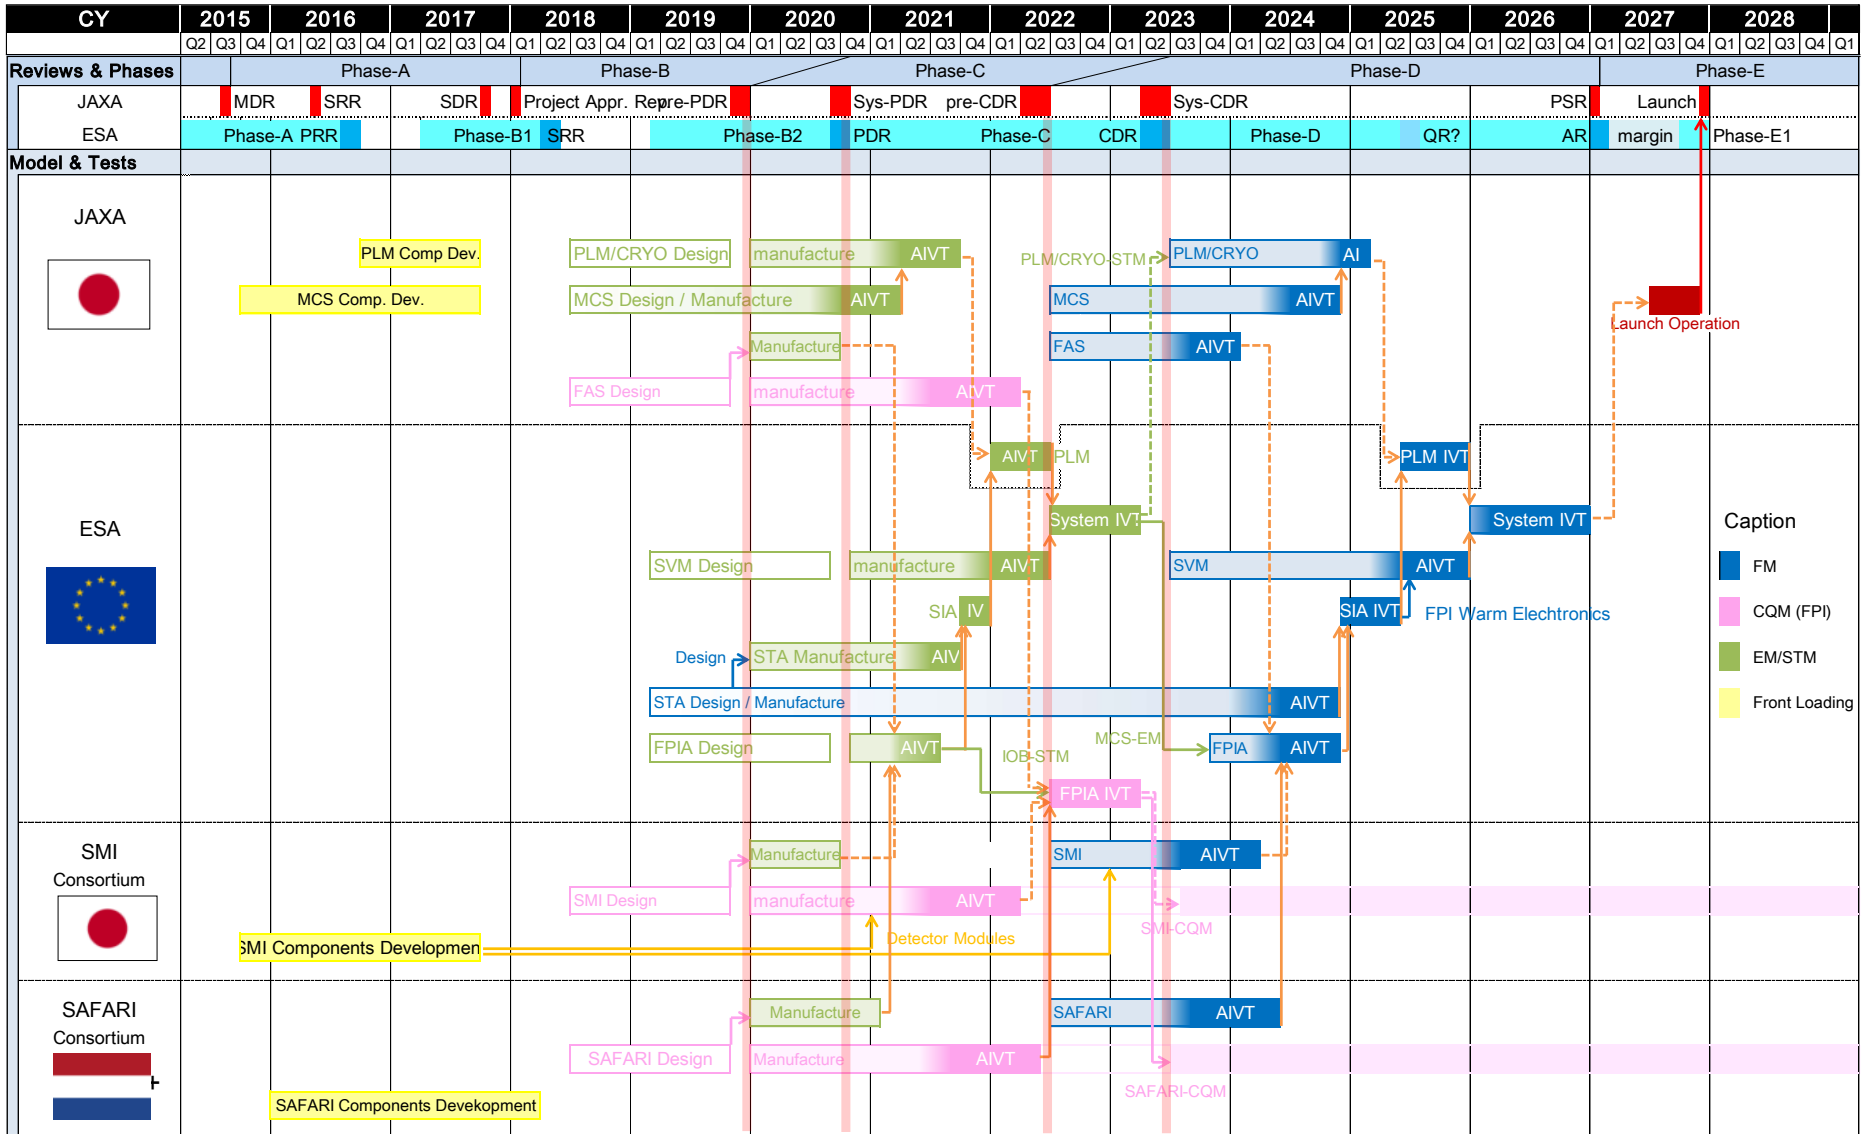 CY 2015 2016 2017 2018 2019 2020 2021 2022 2023 2024 2025 2026 2027 2028
Q2 Q3 Q4 Q1 Q2 Q3 Q4 Q1 Q2 Q3 Q4 Q1 Q2 Q3 Q4 Q1 Q2 Q3 Q4 Q1 Q2 Q3 Q4 Q1 Q2 Q3 Q4 Q1 Q2 Q3 Q4 Q1 Q2 Q3 Q4 Q1 Q2 Q3 Q4 Q1 Q2 Q3 Q4 Q1 Q2 Q3 Q4 Q1 Q2 Q3 Q4 Q1 Q2 Q3 Q4 Q1
Reviews & Phases Phase-A Phase-B Phase-C Phase-D Phase-E
JAXA MDR SRR SDR Project Appr. Rev pre-PDR Sys-PDR pre-CDR Sys-CDR PSR Launch
ESA Phase-A PRR Phase-B1 SRR Phase-B2 PDR Phase-C CDR Phase-D QR? AR margin Phase-E1
Model & Tests
JAXA
PLM Comp Dev. PLM/CRYO Design manufacture AIVT PLM/CRYO-STM PLM/CRYO AI
MCS Comp. Dev. MCS Design / Manufacture AIVT MCS AIVT
Launch Operation
Manufacture FAS AIVT
FAS Design manufacture AIVT
AIVT PLM PLM IVT
ESA
System IVT System IVT
Caption
SVM Design manufacture AIVT SVM AIVT
FM
SIA IV SIA IVT FPI Warm Elechtronics
CQM (FPI)
Design STA Manufacture AIV
EM/STM
STA Design / Manufacture AIVT
Front Loading
FPIA Design AIVT IOB-STM MCS-EM FPIA AIVT
FPIA IVT
SMI
Consortium
Manufacture SMI AIVT
SMI Design manufacture AIVT
SMI-CQM
SMI Components Developmen Detector Modules
SAFARI
Consortium
Manufacture SAFARI AIVT
SAFARI Design Manufacture AIVT
SAFARI-CQM
+
SAFARI Components Devekopment